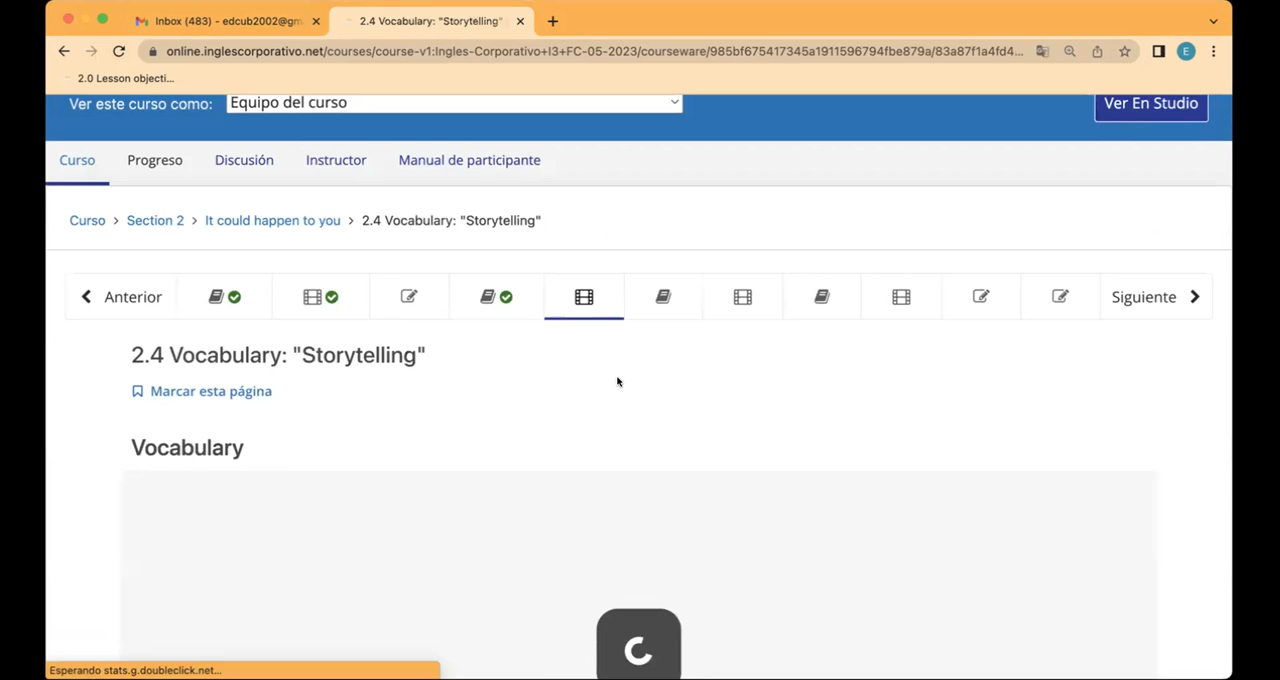 Inbox (483) - edcub2002@gm
2.4 Vocabulary: "Storytelling"
online.inglescorporativo.net/courses/course-v1:Ingles-Corporativo+I3+FC-05-2023/courseware/985bf675417345a1911596794fbe879a/83a87f1a4fd4...
E
2.0 Lesson objecti...
Ver este curso como:
Equipo del curso
Ver En Studio
Curso
Progreso
Discusión
Instructor
Manual de participante
Curso > Section 2 > It could happen to you > 2.4 Vocabulary: "Storytelling"
Anterior
Siguiente
2.4 Vocabulary: "Storytelling"
Marcar esta página
Vocabulary
Esperando stats.g.doubleclick.net...